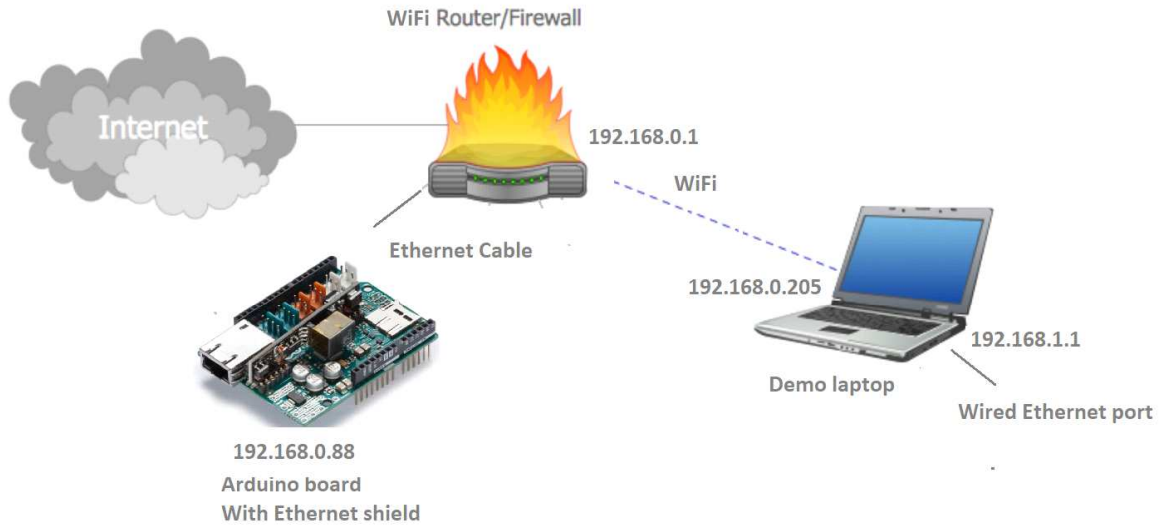 WiFi Router/Firewall
Internet
192.168.0.1
WiFi
Ethernet Cable
192.168.0.205
192.168.1.1
Demo laptop
Wired Ethernet port
192.168.0.88
Arduino board
With Ethernet shield